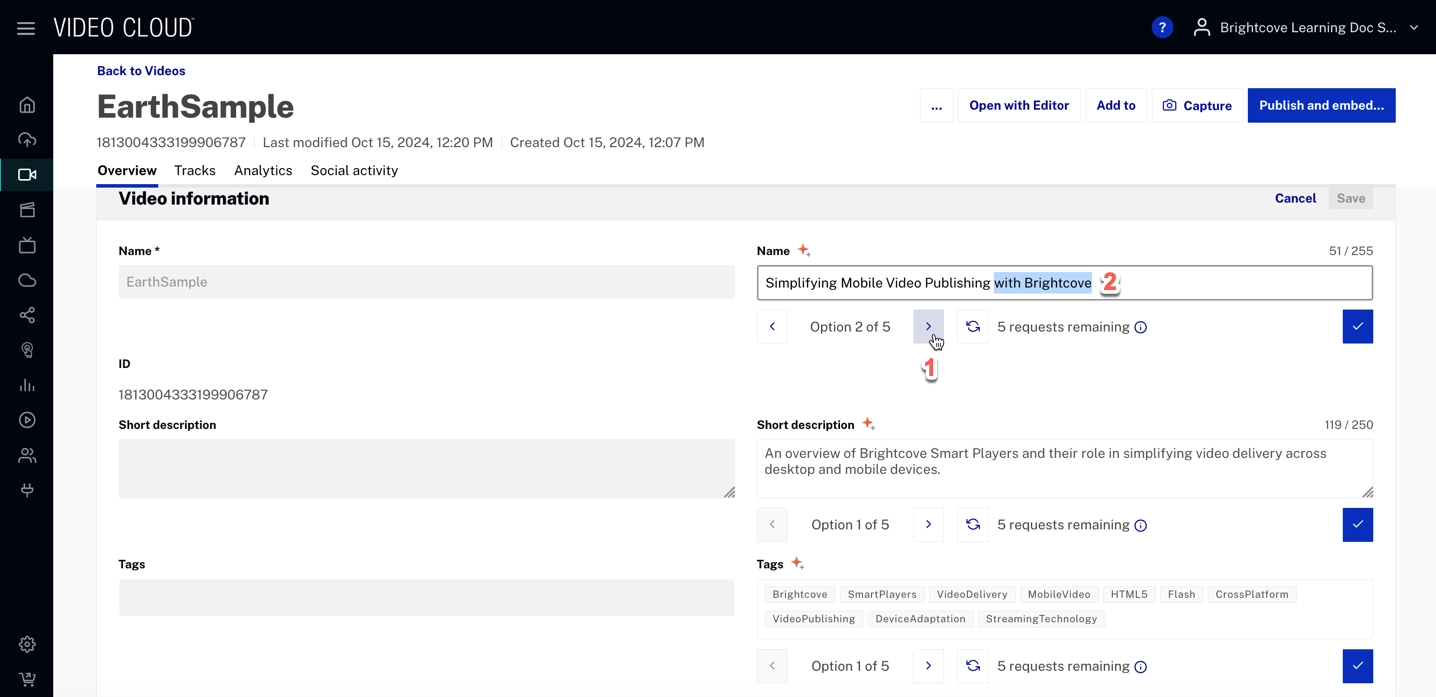 VIDEO CLOUD
? Brightcove Learning Doc S...
Back to Videos
EarthSample
... Open with Editor Add to Capture Publish and embed...
1813004333199906787 Last modified Oct 15, 2024, 12:20 PM Created Oct 15, 2024, 12:07 PM
Overview Tracks Analytics Social activity
Video information Cancel Save
Name *
EarthSample
Name 51 / 255
Simplifying Mobile Video Publishing with Brightcove 2
Option 2 of 5 5 requests remaining
1
ID
1813004333199906787
Short description
Short description 119 / 250
An overview of Brightcove Smart Players and their role in simplifying video delivery across
desktop and mobile devices.
Option 1 of 5 5 requests remaining
Tags
Tags
Brightcove SmartPlayers VideoDelivery MobileVideo HTML5 Flash CrossPlatform
VideoPublishing DeviceAdaptation StreamingTechnology
Option 1 of 5 5 requests remaining